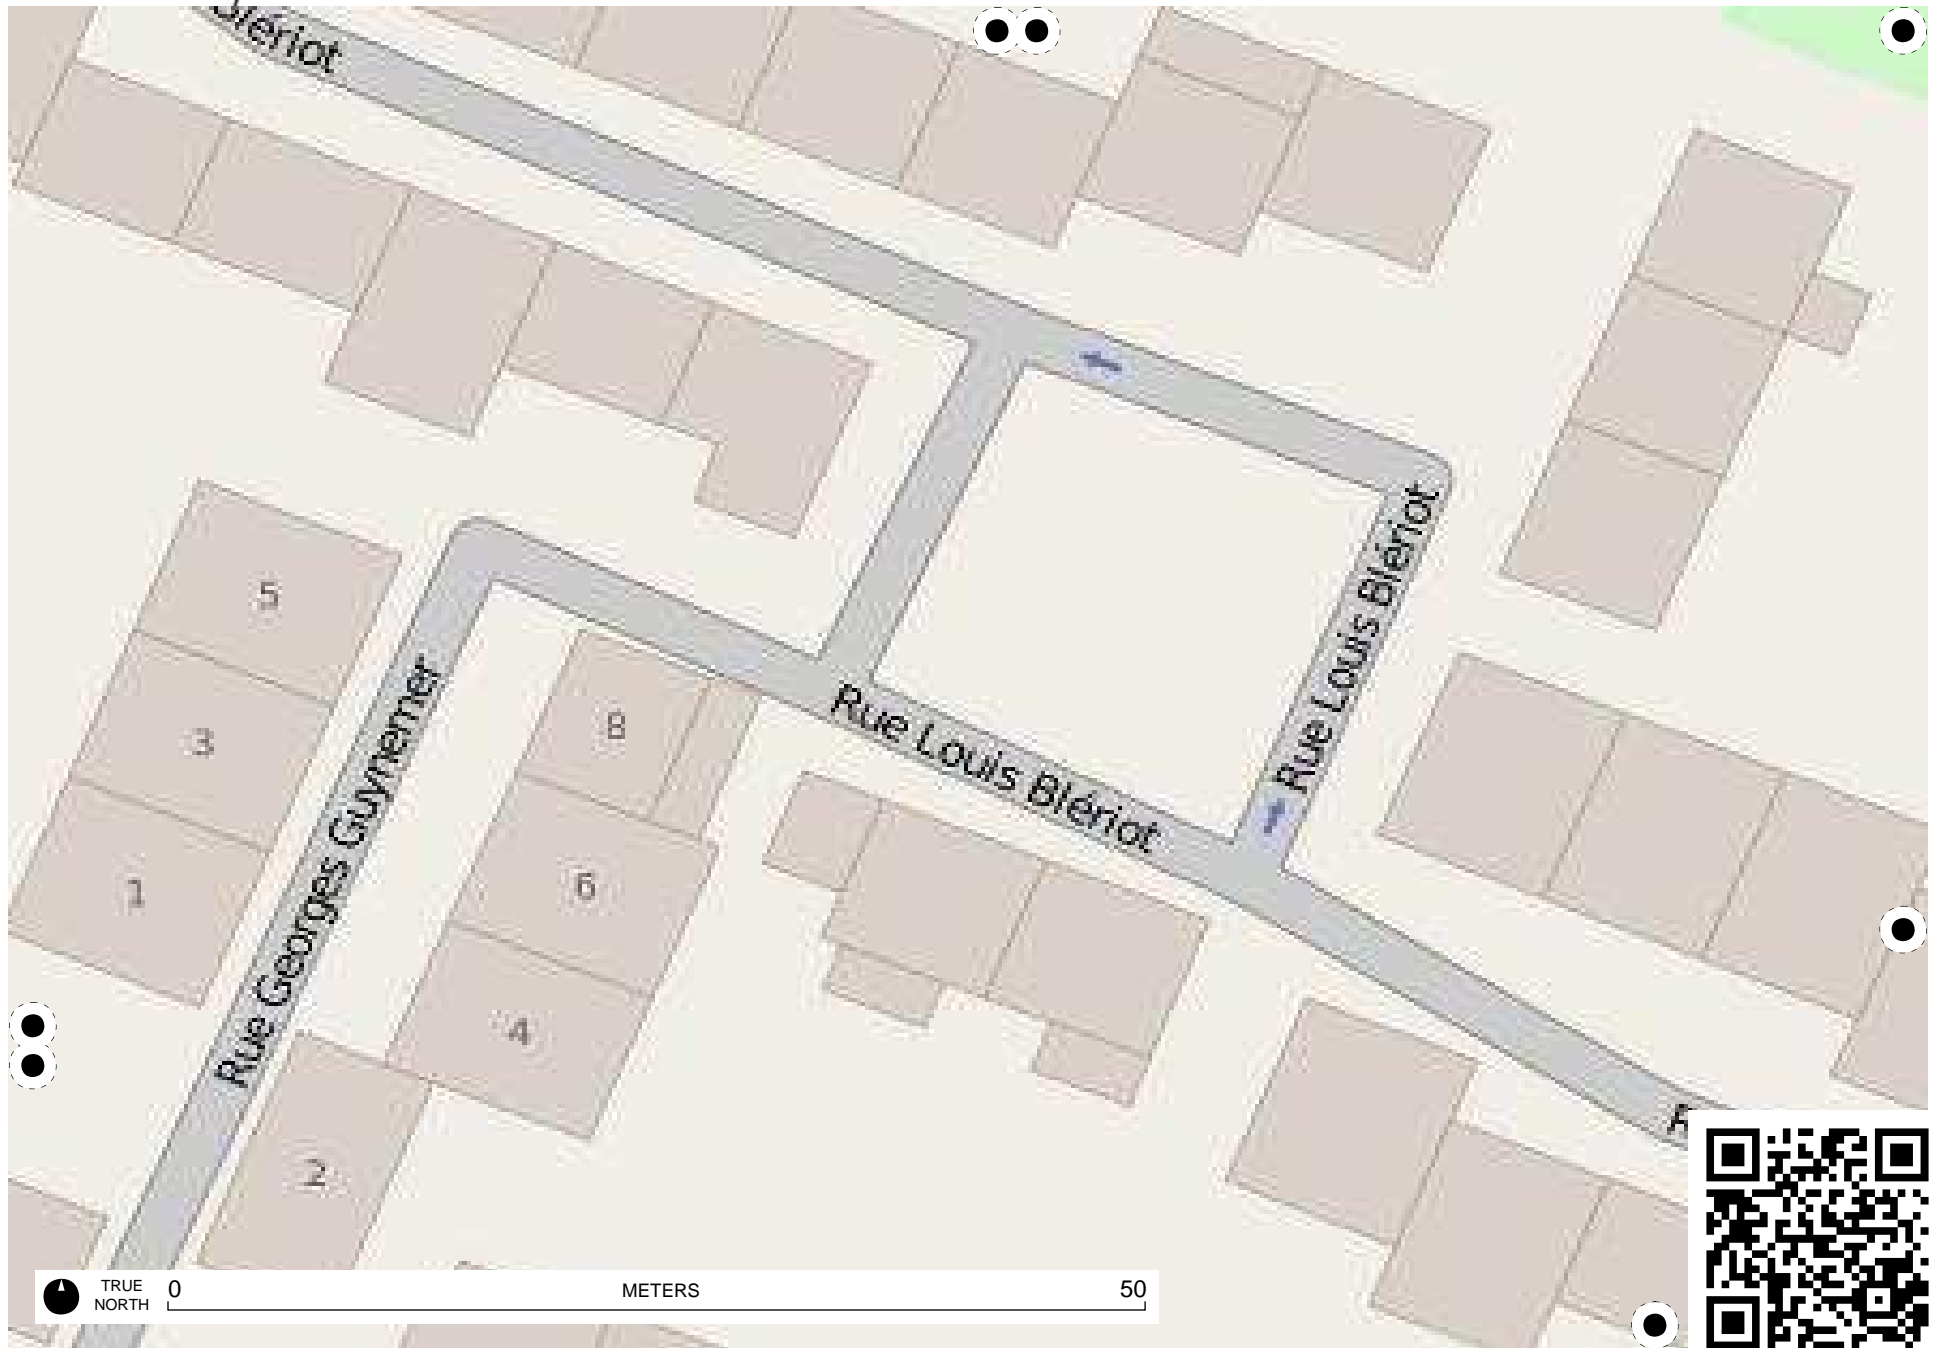 Blériot
5
3
1
8
6
4
2
Rue Georges Guynemer
Rue Louis Blériot
Rue Louis Blériot
R
TRUE NORTH
0 METERS 50